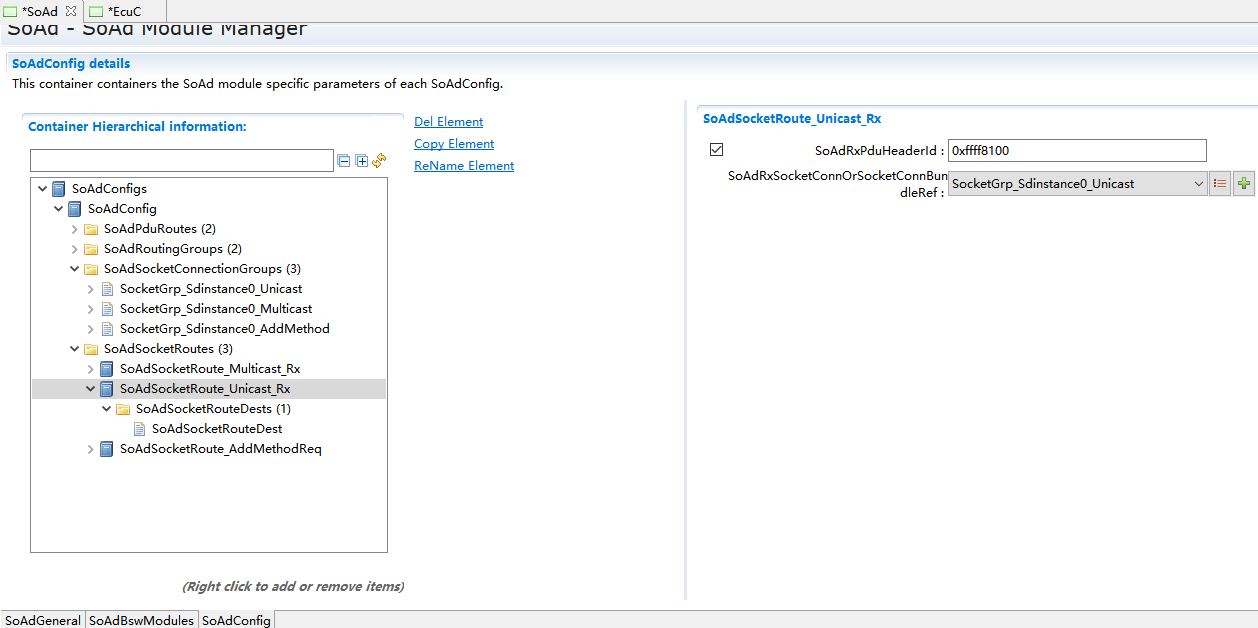 *SoAd
*EcuC
SoAd - SoAd Module Manager
SoAdConfig details
This container containers the SoAd module specific parameters of each SoAdConfig.
Container Hierarchical information:
Del Element
Copy Element
ReName Element
SoAdConfigs
SoAdConfig
SoAdPduRoutes (2)
SoAdRoutingGroups (2)
SoAdSocketConnectionGroups (3)
SocketGrp_Sdinstance0_Unicast
SocketGrp_Sdinstance0_Multicast
SocketGrp_Sdinstance0_AddMethod
SoAdSocketRoutes (3)
SoAdSocketRoute_Multicast_Rx
SoAdSocketRoute_Unicast_Rx
SoAdSocketRouteDests (1)
SoAdSocketRouteDest
SoAdSocketRoute_AddMethodReq
(Right click to add or remove items)
SoAdSocketRoute_Unicast_Rx
SoAdRxPduHeaderId : 0xffff8100
SoAdRxSocketConnOrSocketConnBun
dleRef : SocketGrp_Sdinstance0_Unicast
SoAdGeneral SoAdBswModules SoAdConfig